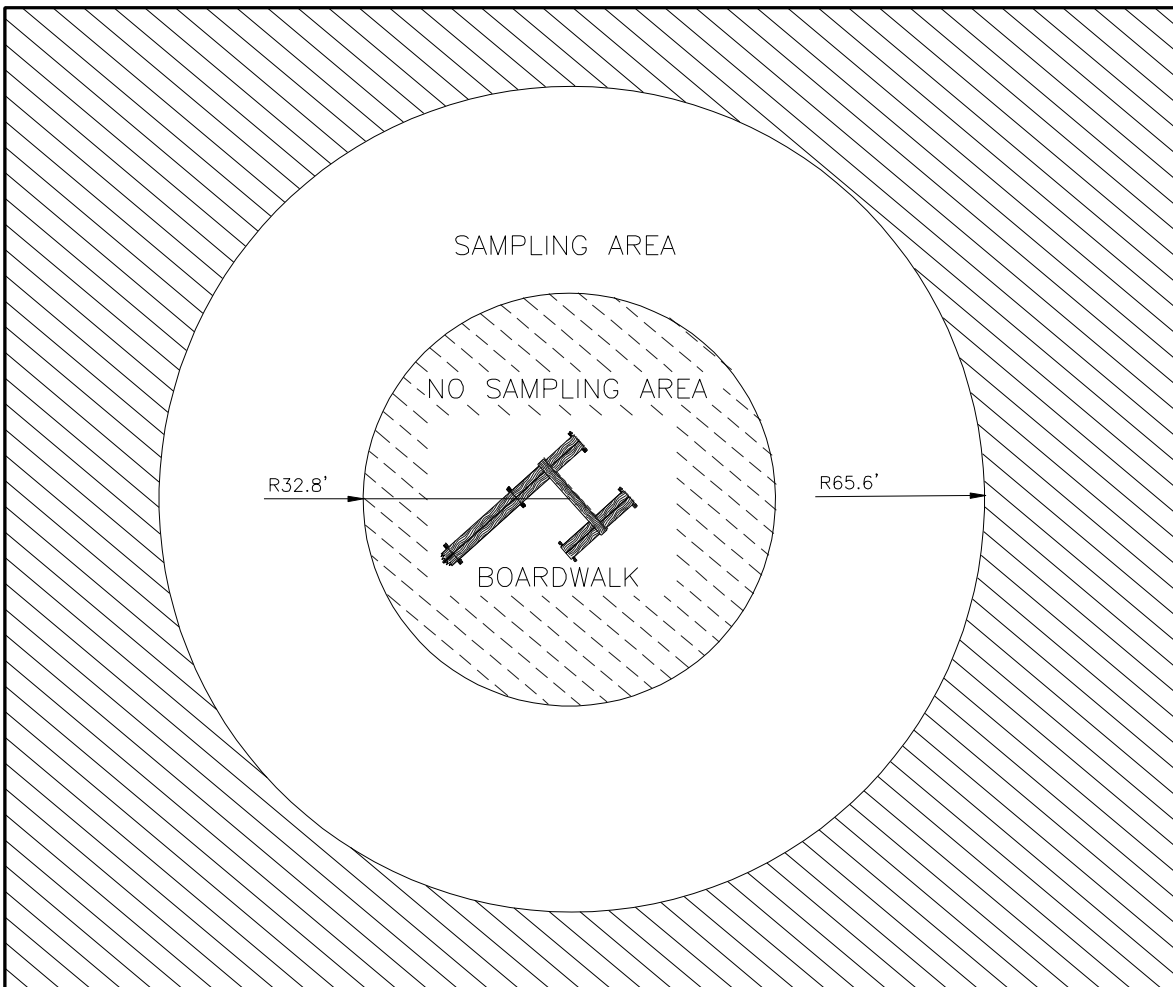 SAMPLING AREA
NO SAMPLING AREA
R32.8'
R65.6'
BOARDWALK